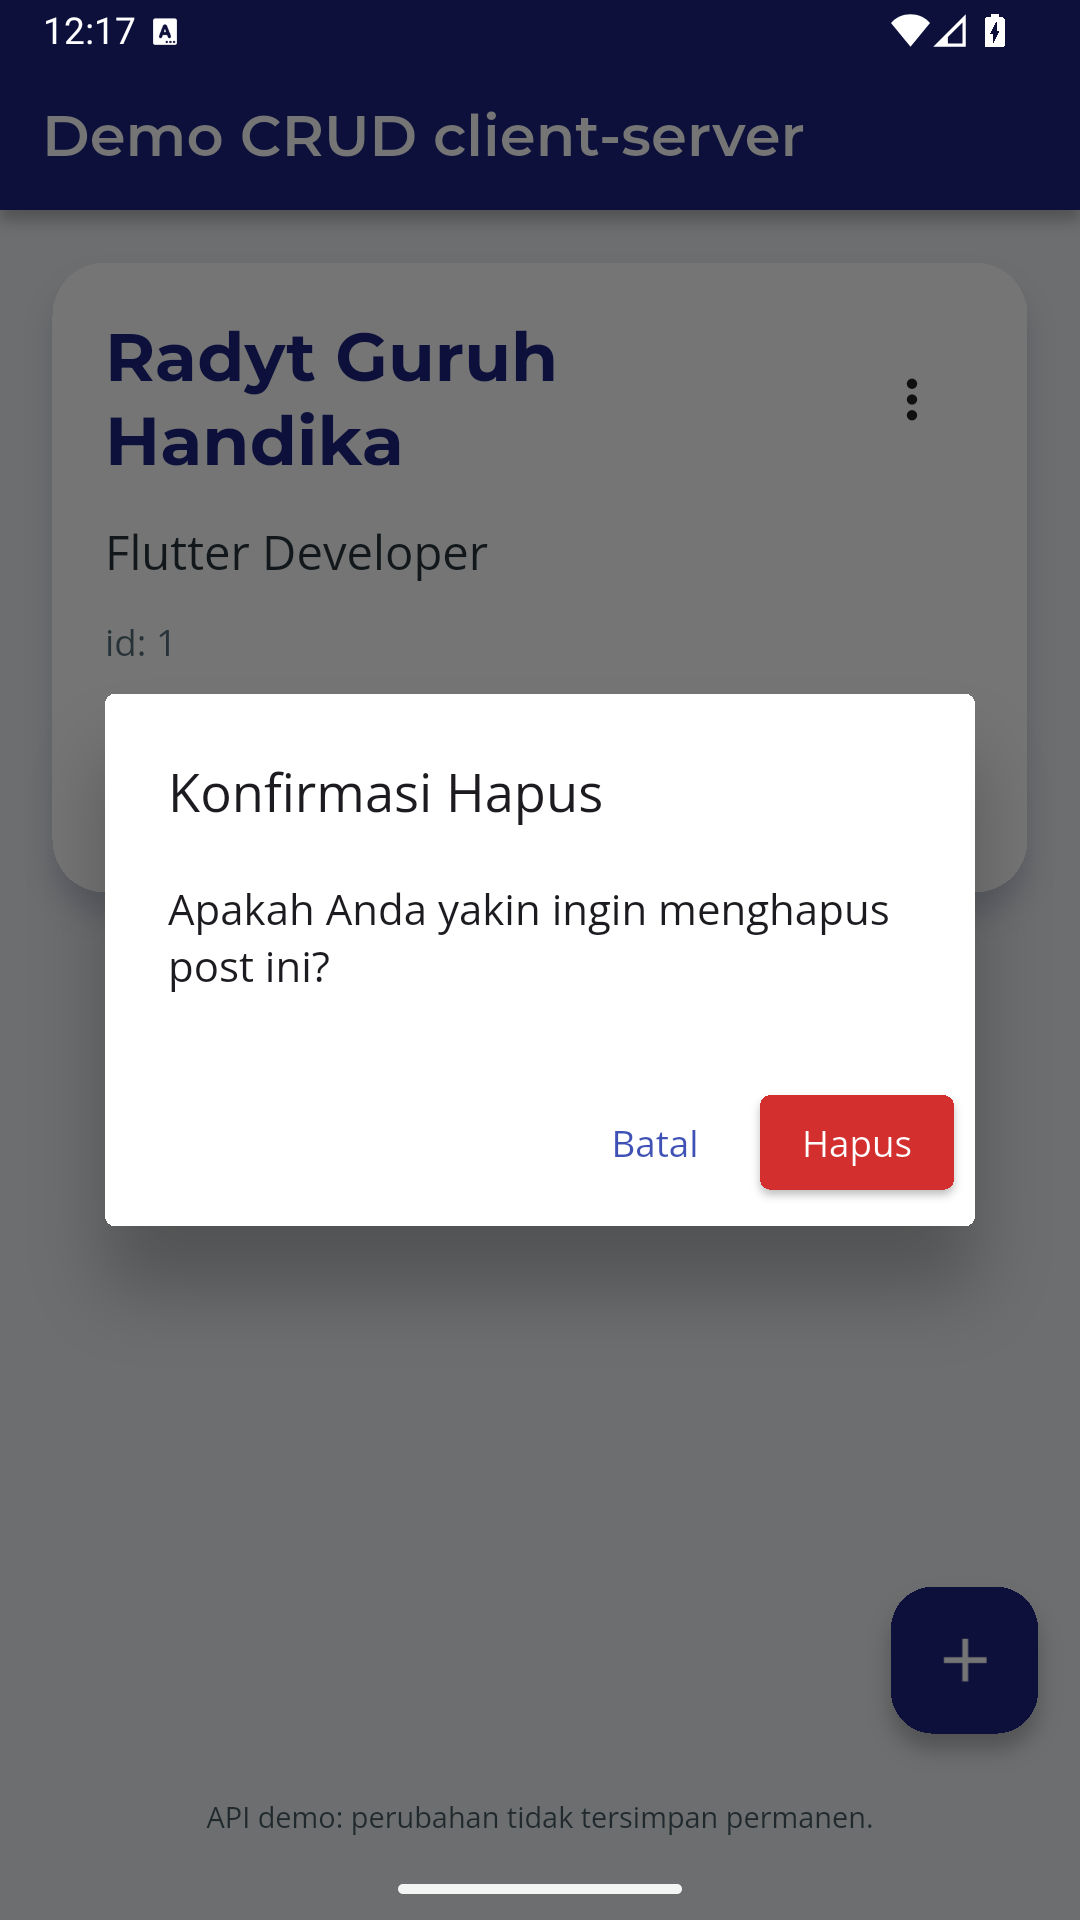 12:17
Demo CRUD client-server
Radyt Guruh
Handika
Flutter Developer
id: 1
Konfirmasi Hapus
Apakah Anda yakin ingin menghapus
post ini?
Batal
Hapus
API demo: perubahan tidak tersimpan permanen.